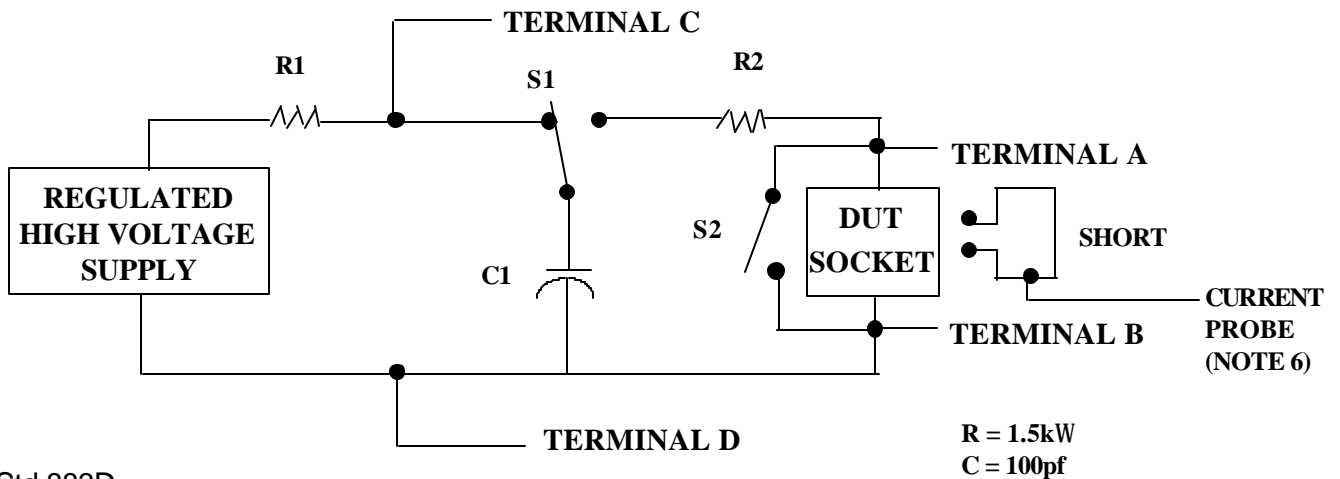 TERMINAL C
R1
S1
R2
TERMINAL A
REGULATED
HIGH VOLTAGE
SUPPLY
S2
DUT
SOCKET
SHORT
C1
CURRENT
PROBE
(NOTE 6)
TERMINAL B
TERMINAL D
R = 1.5kW
C = 100pf